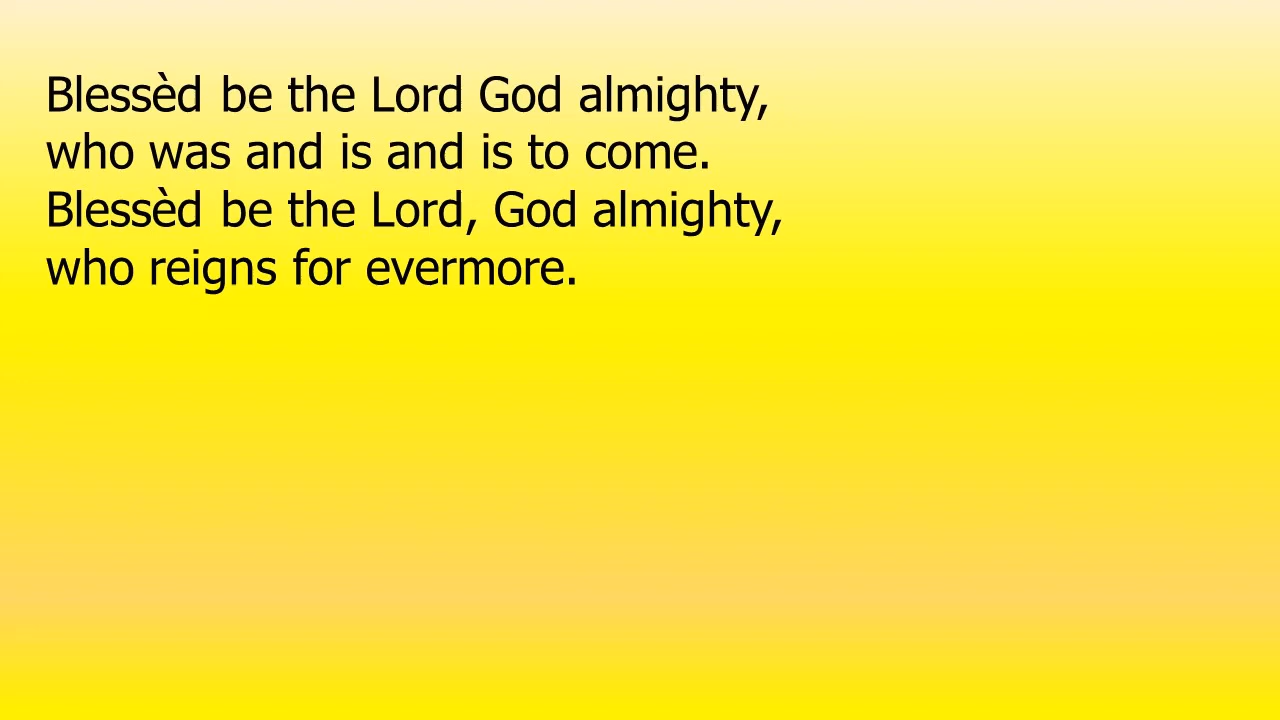 Blessèd be the Lord God almighty,
who was and is and is to come.
Blessèd be the Lord, God almighty,
who reigns for evermore.